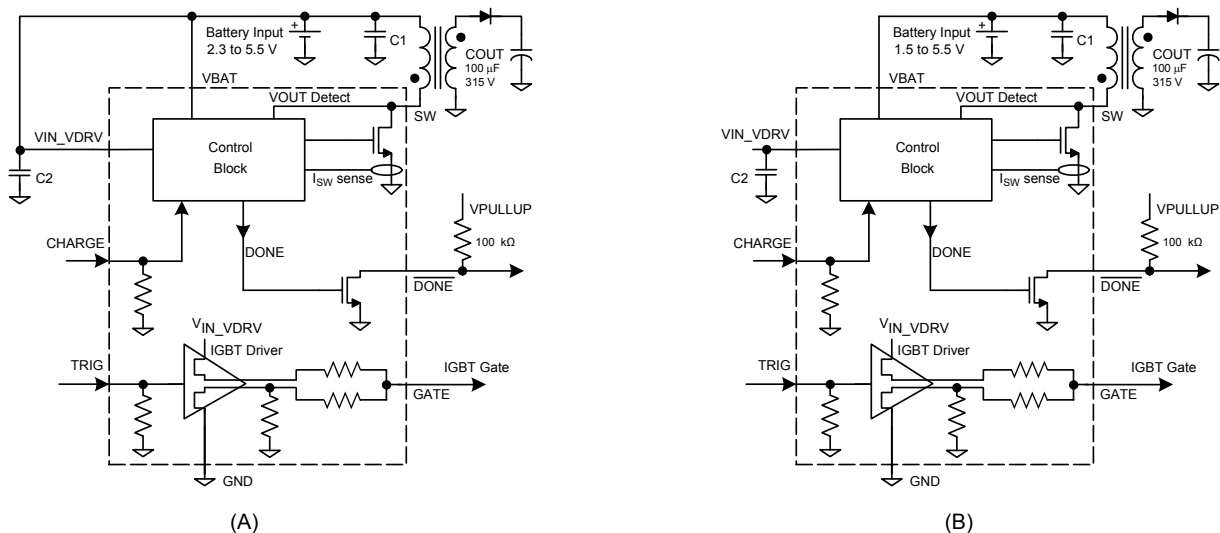 Battery Input
2.3 to 5.5 V
+
C1
COUT
100 μF
315 V
VBAT
VOUT Detect
SW
VIN_VDRV
Control
Block
C2
ISW sense
VPULLUP
100 kΩ
CHARGE
DONE
DONE
VIN_VDRV
IGBT Driver
TRIG
IGBT Gate
GATE
GND
(A)
Battery Input
1.5 to 5.5 V
+
C1
COUT
100 μF
315 V
VBAT
VOUT Detect
SW
VIN_VDRV
Control
Block
C2
ISW sense
VPULLUP
100 kΩ
CHARGE
DONE
DONE
VIN_VDRV
IGBT Driver
TRIG
IGBT Gate
GATE
GND
(B)